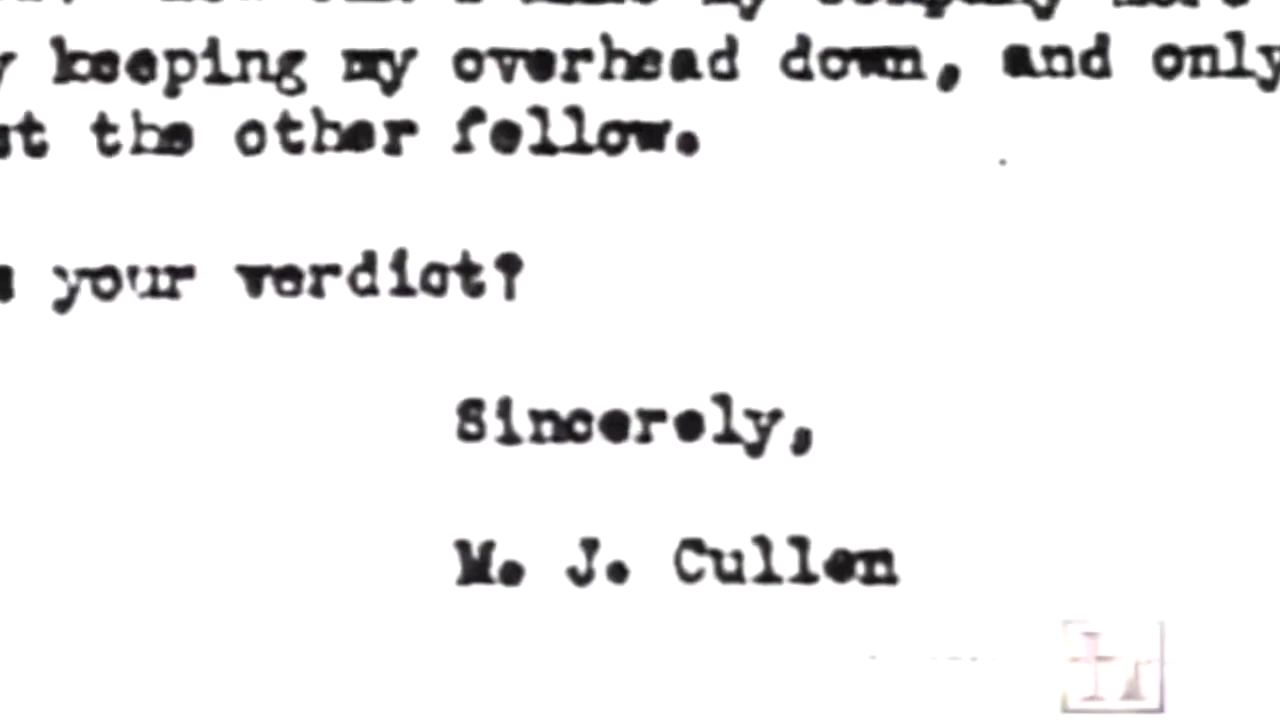 keeping my overhead down, and only
the other fellow.
your verdict?
Sincerely,
M. J. Cullen